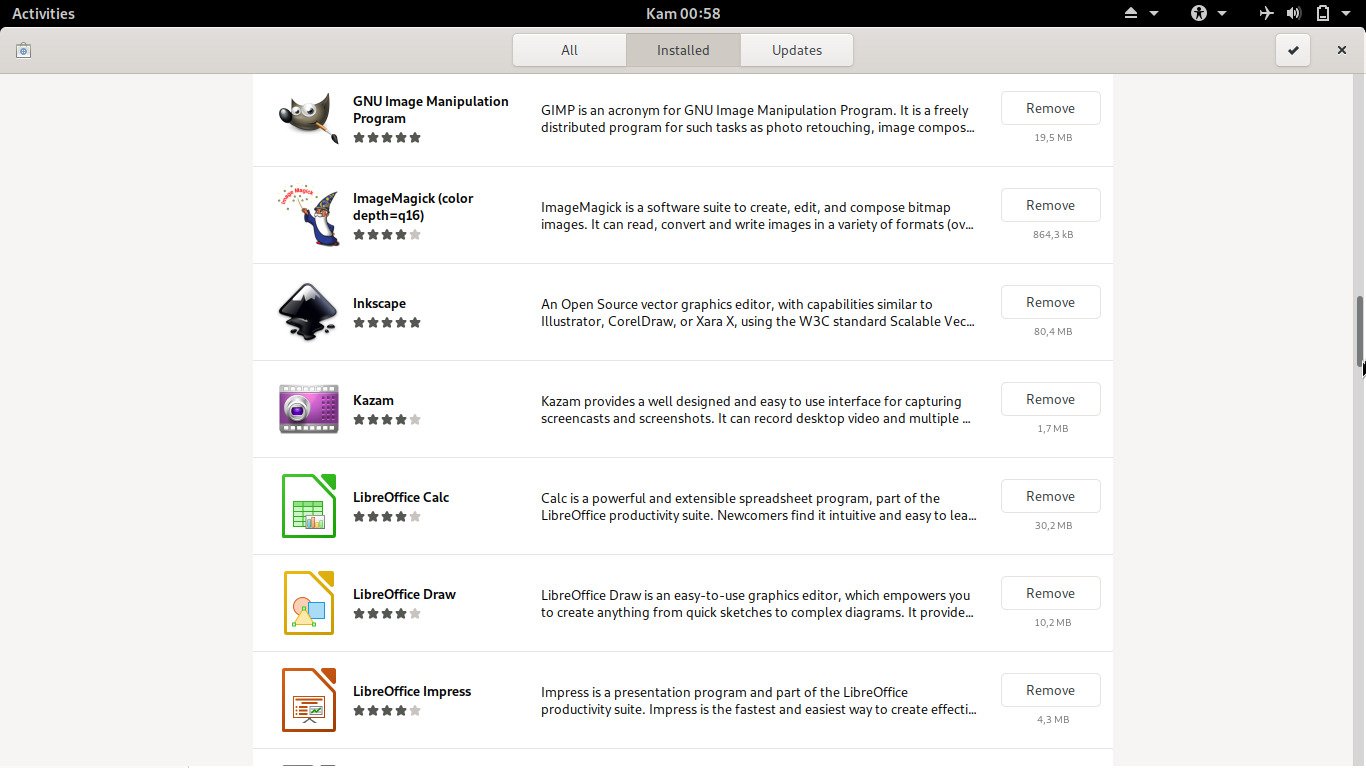 Activities
Kam 00:58
All
Installed
Updates
GNU Image Manipulation
Program
GIMP is an acronym for GNU Image Manipulation Program. It is a freely
distributed program for such tasks as photo retouching, image compos…
Remove
19,5 MB
Image Magick
ImageMagick (color
depth=q16)
ImageMagick is a software suite to create, edit, and compose bitmap
images. It can read, convert and write images in a variety of formats (ov…
Remove
864,3 kB
Inkscape
An Open Source vector graphics editor, with capabilities similar to
Illustrator, CorelDraw, or Xara X, using the W3C standard Scalable Vec…
Remove
80,4 MB
Kazam
Kazam provides a well designed and easy to use interface for capturing
screencasts and screenshots. It can record desktop video and multiple …
Remove
1,7 MB
LibreOffice Calc
Calc is a powerful and extensible spreadsheet program, part of the
LibreOffice productivity suite. Newcomers find it intuitive and easy to lea…
Remove
30,2 MB
LibreOffice Draw
LibreOffice Draw is an easy-to-use graphics editor, which empowers you
to create anything from quick sketches to complex diagrams. It provide…
Remove
10,2 MB
LibreOffice Impress
Impress is a presentation program and part of the LibreOffice
productivity suite. Impress is the fastest and easiest way to create effecti…
Remove
4,3 MB